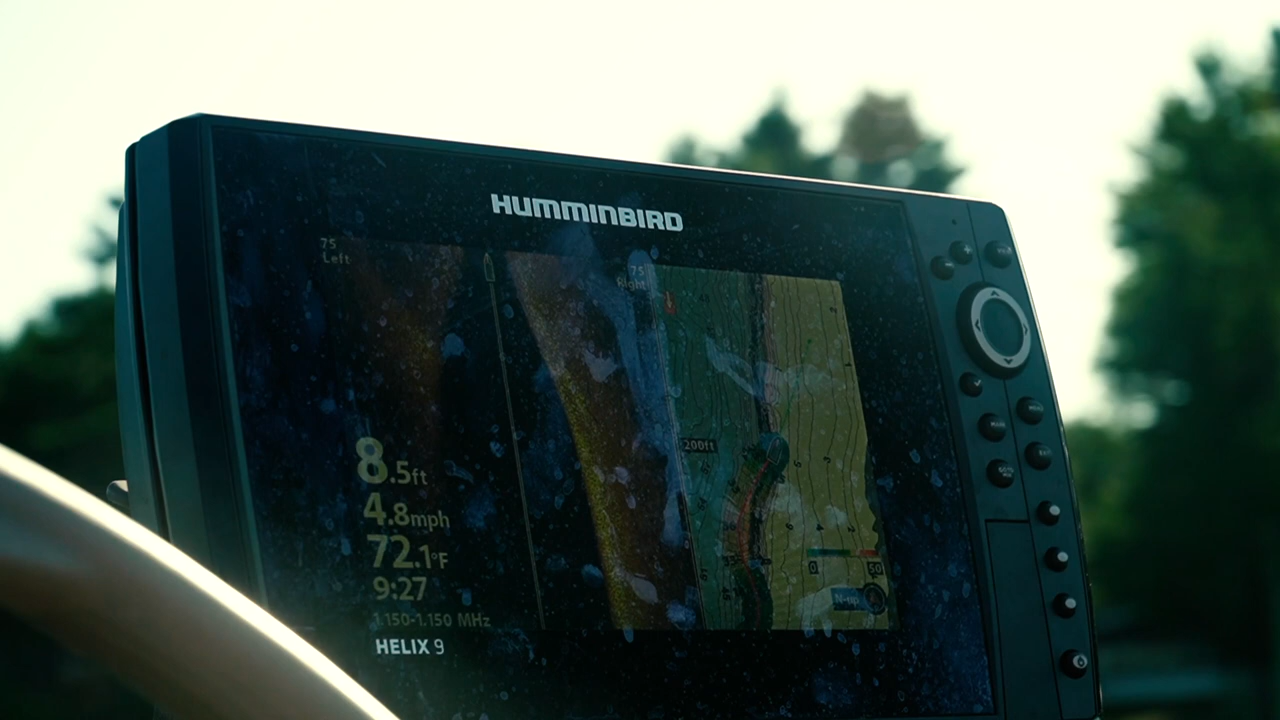 HUMMINBIRD
75
Left
75
Right
200ft
8.5ft
4.8mph
72.1°F
9:27
1.150-1.150 MHz
0 50
N-up
HELIX 9